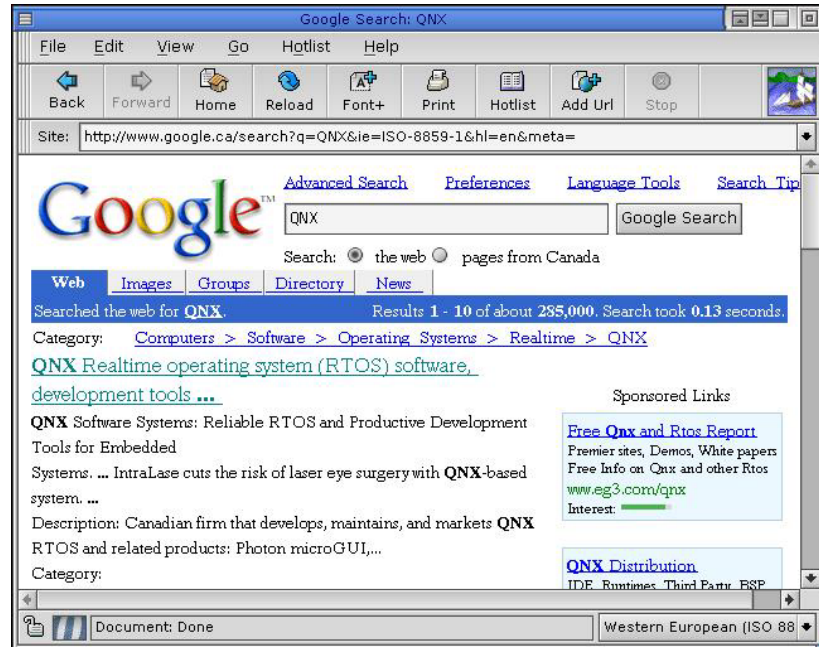 Google Search: QNX
File Edit View Go Hotlist Help
Back Forward Home Reload Font+ Print Hotlist Add Url Stop
Site: http://www.google.ca/search?q=QNX&ie=ISO-8859-1&hl=en&meta=
Google™
Advanced Search Preferences Language Tools Search Tip
QNX Google Search
Search: the web pages from Canada
Web Images Groups Directory News
Searched the web for QNX. Results 1 - 10 of about 285,000. Search took 0.13 seconds.
Category: Computers > Software > Operating Systems > Realtime > QNX
QNX Realtime operating system (RTOS) software,
development tools ...
QNX Software Systems: Reliable RTOS and Productive Development
Tools for Embedded
Systems. ... IntraLase cuts the risk of laser eye surgery with QNX-based
system. ...
Description: Canadian firm that develops, maintains, and markets QNX
RTOS and related products: Photon microGUI,...
Category:
Sponsored Links
Free Qnx and Rtos Report
Premier sites, Demos, White papers
Free Info on Qnx and other Rtos
www.eg3.com/qnx
Interest:
QNX Distribution
IDE, Runtimes, Third Party, BSP
Document: Done
Western European (ISO 88